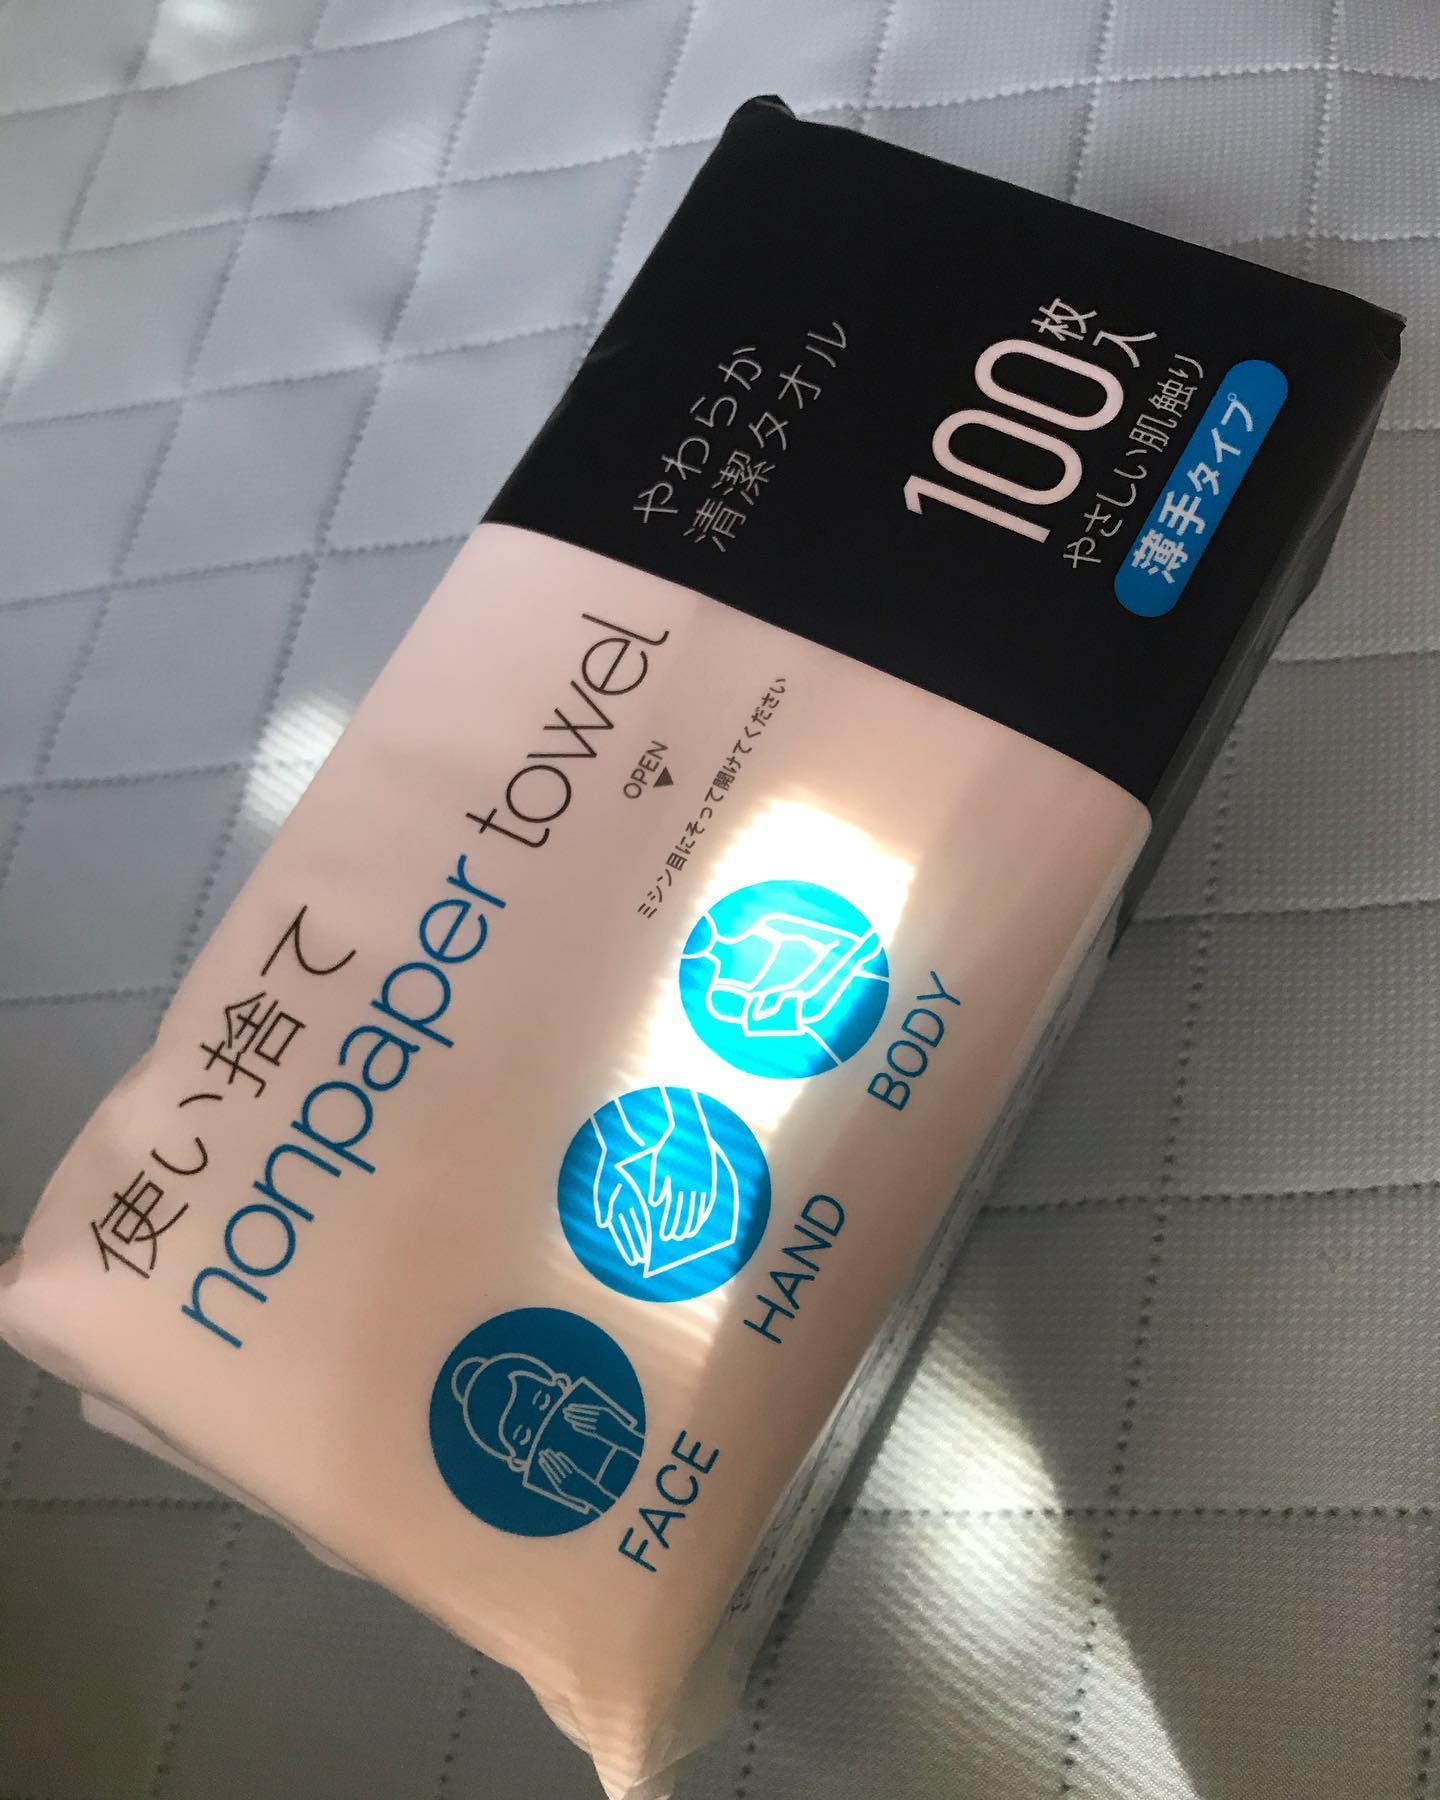 使い捨て
nonpaper towel
OPEN
ミシン目にそって開けてください
FACE
HAND
BODY
やわらか
清潔タオル
100枚入
やさしい肌触り
薄手タイプ